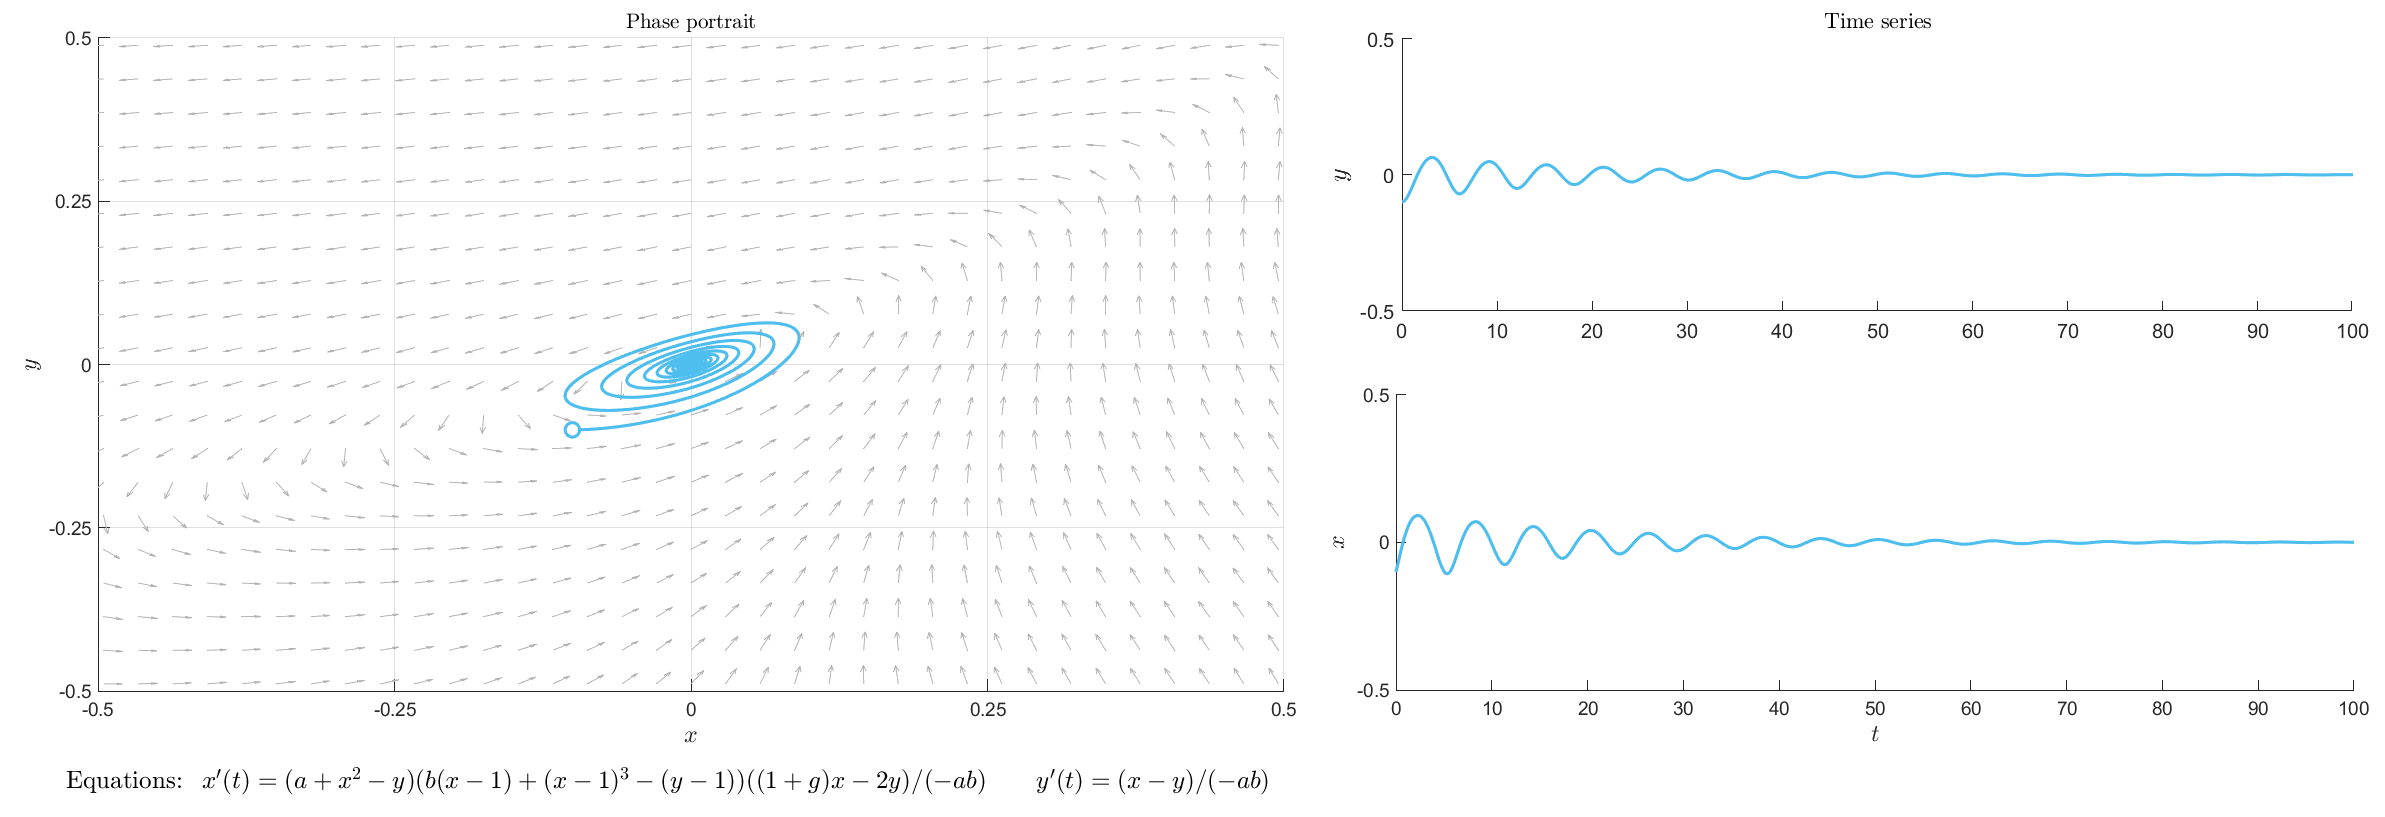 Phase portrait
0.5
0.25
0
-0.25
-0.5
y
-0.5 -0.25 0 0.25 0.5
x
Time series
0.5
0
-0.5
y
0 10 20 30 40 50 60 70 80 90 100
0.5
0
-0.5
x
0 10 20 30 40 50 60 70 80 90 100
t
Equations: x′(t) = (a + x² − y)(b(x − 1) + (x − 1)³ − (y − 1))((1 + g)x − 2y)/(−ab) y′(t) = (x − y)/(−ab)